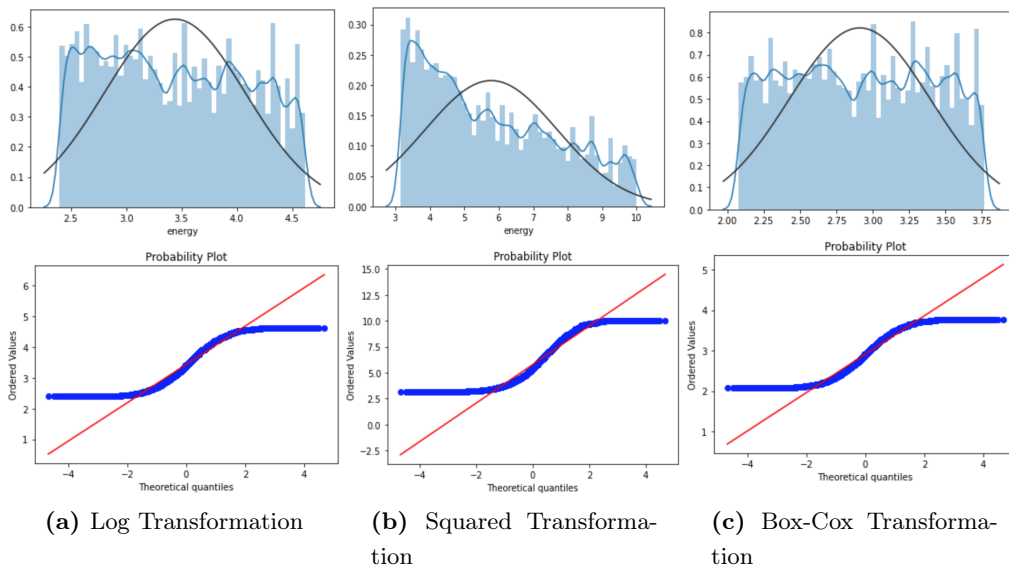 0.6
0.5
0.4
0.3
0.2
0.1
0.0
2.5 3.0 3.5 4.0 4.5
energy
0.30
0.25
0.20
0.15
0.10
0.05
0.00
3 4 5 6 7 8 9 10
energy
0.8
0.7
0.6
0.5
0.4
0.3
0.2
0.1
0.0
2.00 2.25 2.50 2.75 3.00 3.25 3.50 3.75
Probability Plot
Ordered Values
6
5
4
3
2
1
−4 −2 0 2 4
Theoretical quantiles
Probability Plot
Ordered Values
15.0
12.5
10.0
7.5
5.0
2.5
0.0
−2.5
−4 −2 0 2 4
Theoretical quantiles
Probability Plot
Ordered Values
5
4
3
2
1
−4 −2 0 2 4
Theoretical quantiles
(a) Log Transformation
(b) Squared Transforma-
tion
(c) Box-Cox Transforma-
tion